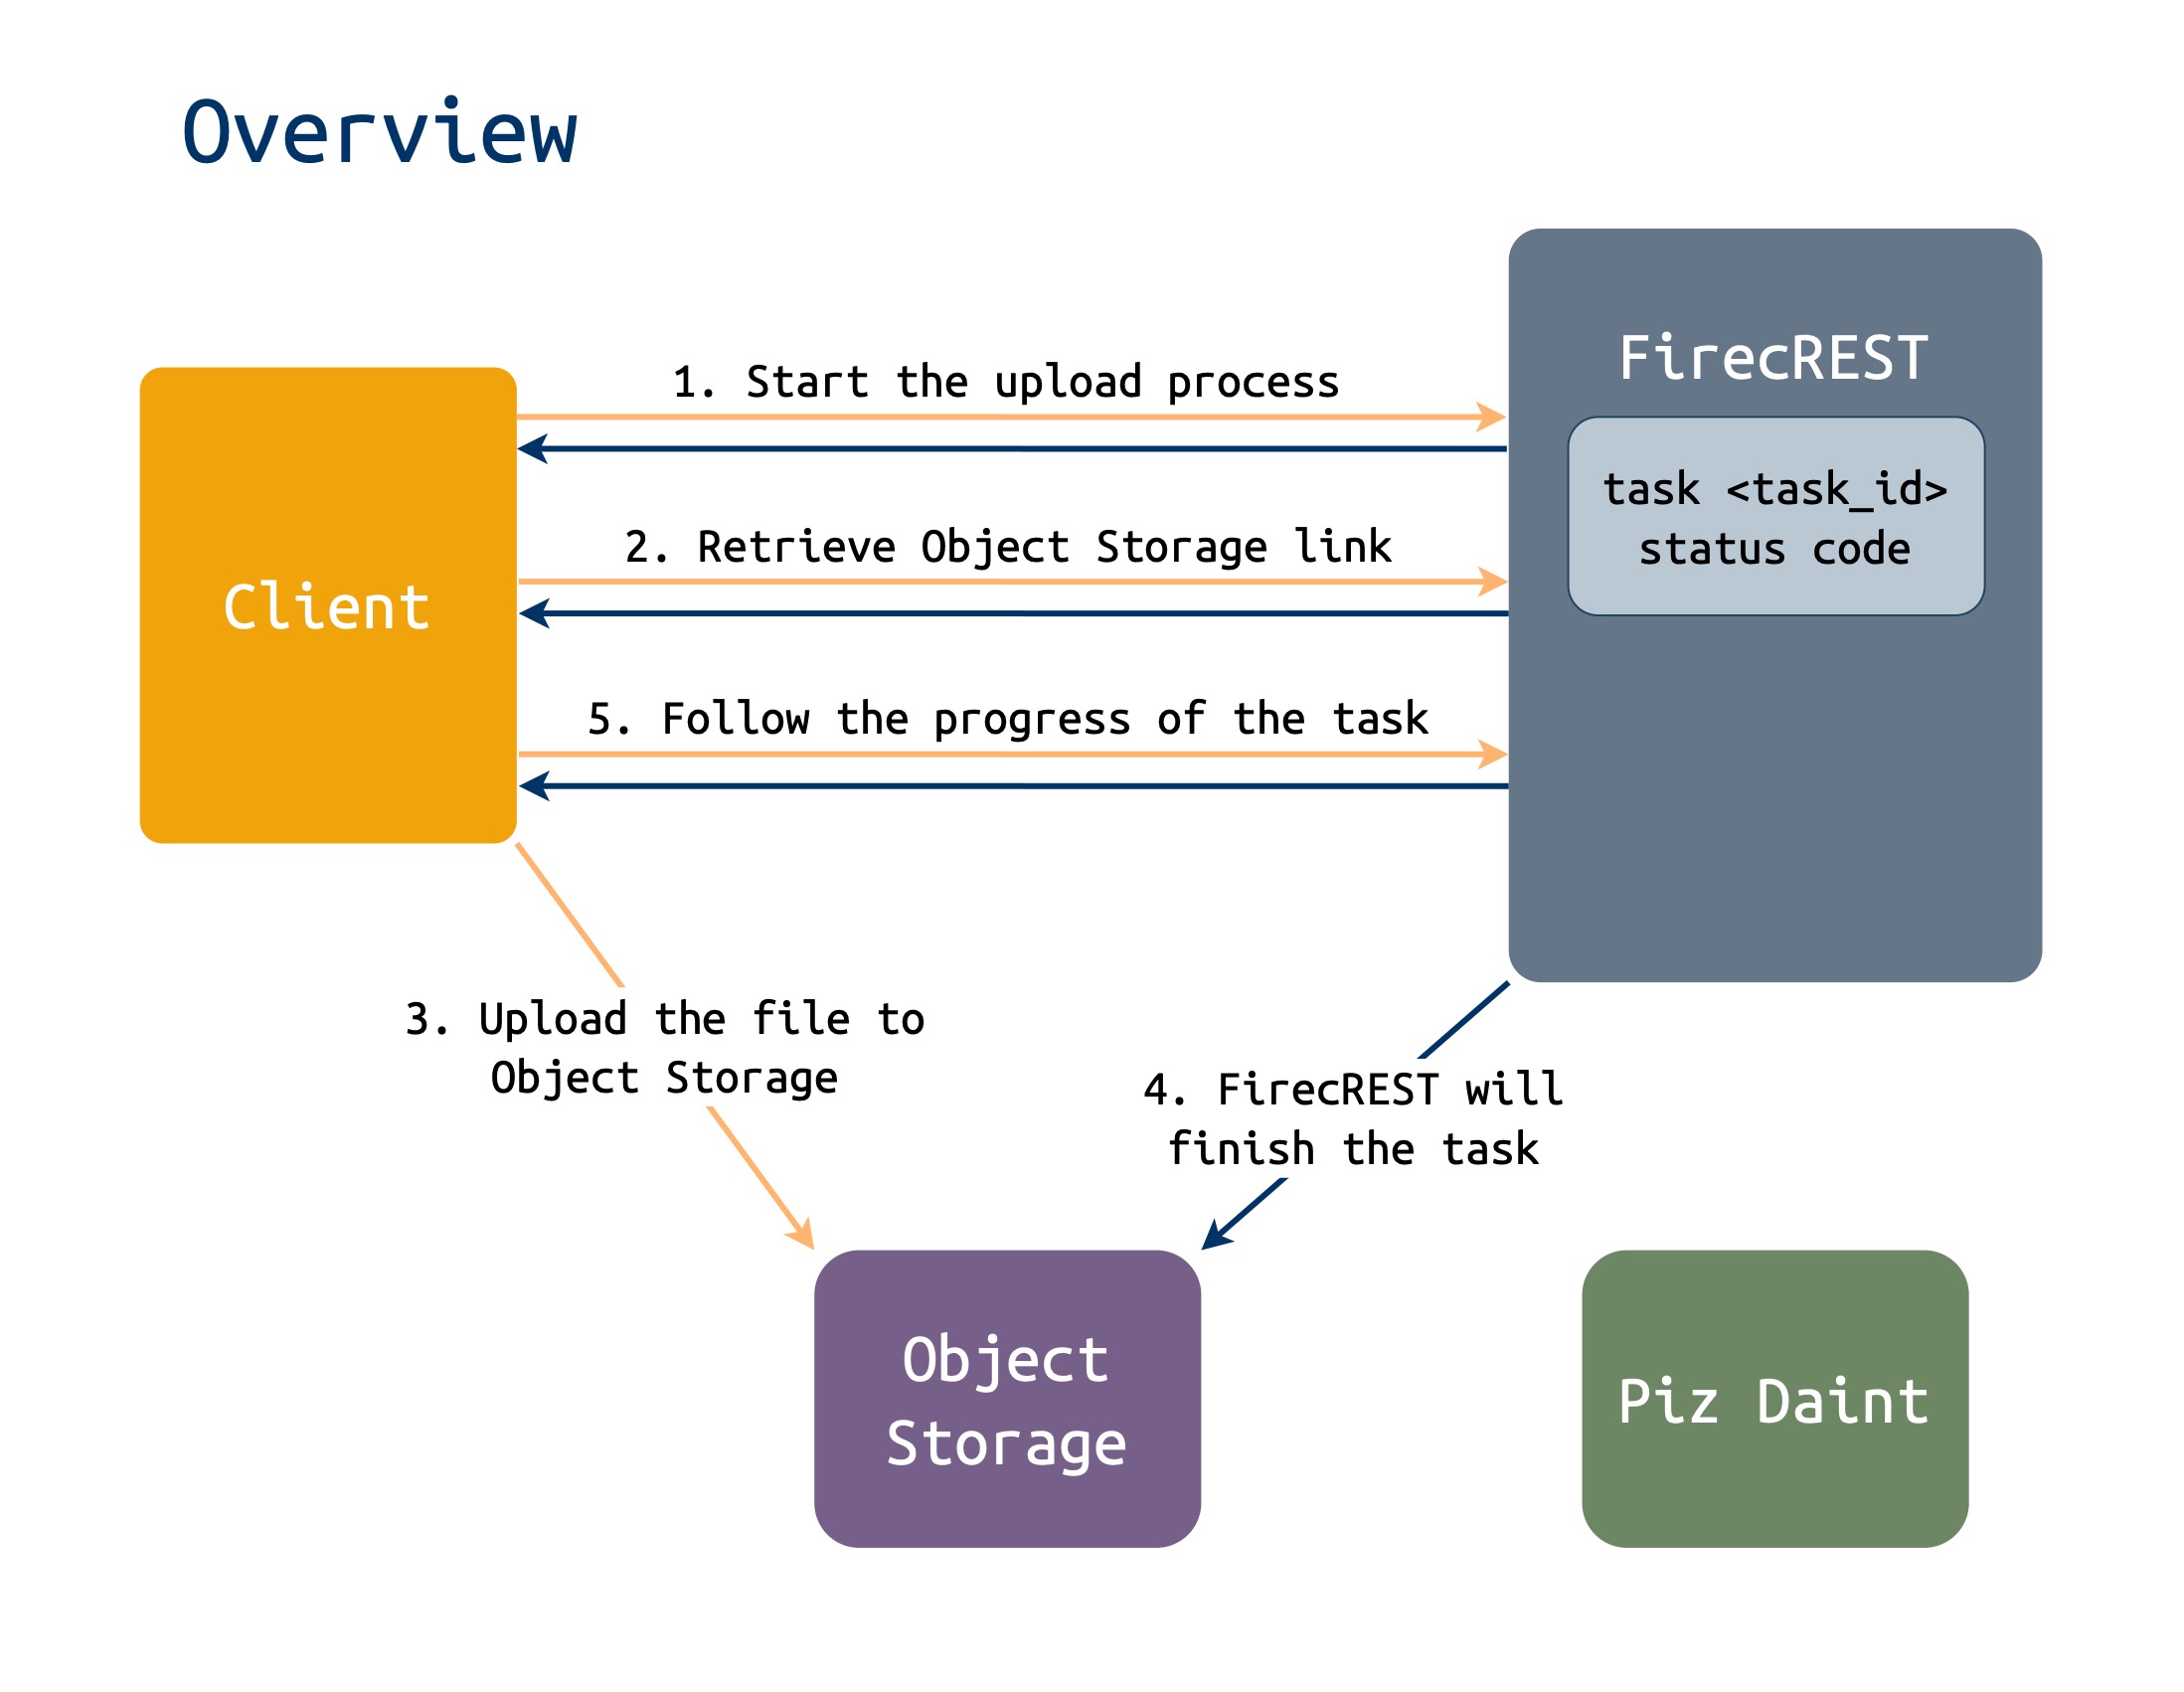 Overview
FirecREST
task <task_id>
status code
Client
1. Start the upload process
2. Retrieve Object Storage link
5. Follow the progress of the task
3. Upload the file to
Object Storage
4. FirecREST will
finish the task
Object
Storage
Piz Daint